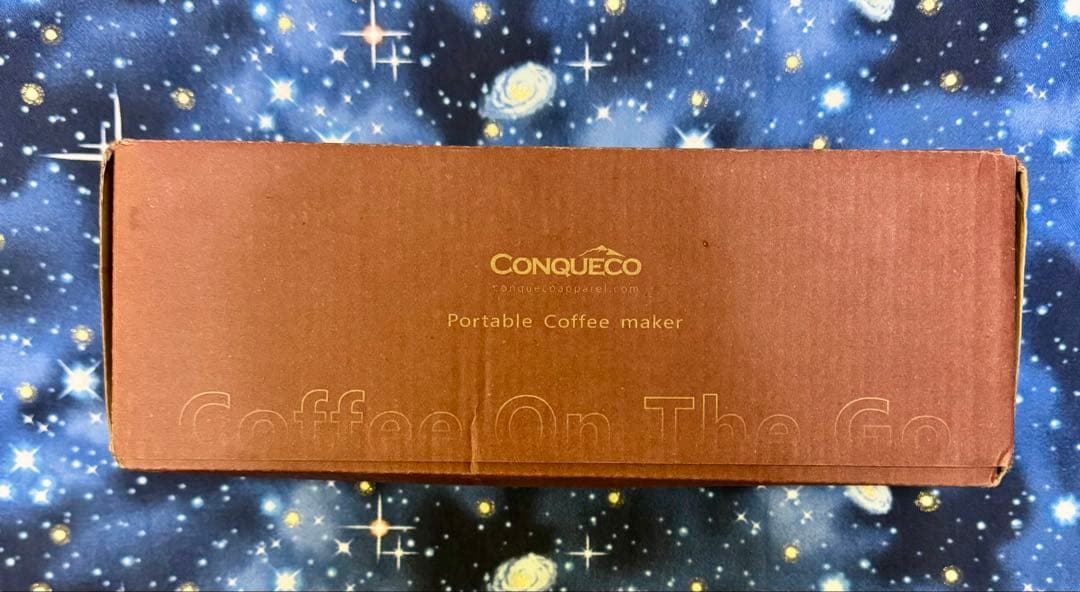 CONQUECO
conquecoapparel.com
Portable Coffee maker
Coffee On The Go